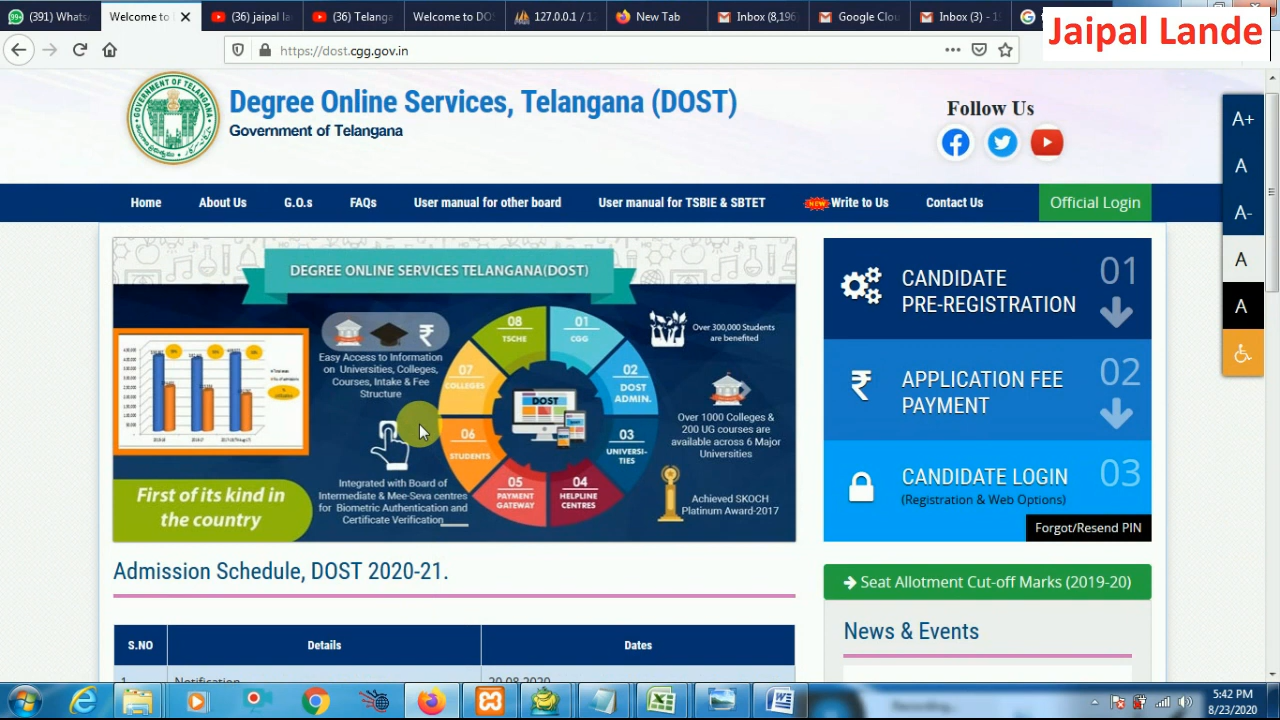 (391) Whats
Welcome to D
(36) jaipal la
(36) Telanga
Welcome to DOS
127.0.0.1 / 12
New Tab
Inbox (8,196
Google Clou
Inbox (3) - 15
Jaipal Lande
https://dost.cgg.gov.in
Degree Online Services, Telangana (DOST)
Government of Telangana
Follow Us
A+
A
A-
A
A
Home
About Us
G.O.s
FAQs
User manual for other board
User manual for TSBIE & SBTET
NEW
Write to Us
Contact Us
Official Login
DEGREE ONLINE SERVICES TELANGANA(DOST)
Easy Access to Information
on Universities, Colleges,
Courses, Intake & Fee
Structure
Integrated with Board of
Intermediate & Mee-Seva centres
for Biometric Authentication and
Certificate Verification
First of its kind in
the country
01
CGG
02
DOST
ADMIN.
03
UNIVERSI-
TIES
04
HELPLINE
CENTRES
05
PAYMENT
GATEWAY
06
STUDENTS
07
COLLEGES
08
TSCHE
DOST
Over 300,000 Students
are benefited
Over 1000 Colleges &
200 UG courses are
available across 6 Major
Universities
Achieved SKOCH
Platinum Award-2017
CANDIDATE
PRE-REGISTRATION
01
APPLICATION FEE
PAYMENT
02
CANDIDATE LOGIN
(Registration & Web Options)
03
Forgot/Resend PIN
Admission Schedule, DOST 2020-21.
S.NO Details Dates
1 Notification 20.08.2020
Seat Allotment Cut-off Marks (2019-20)
News & Events
5:42 PM
8/23/2020